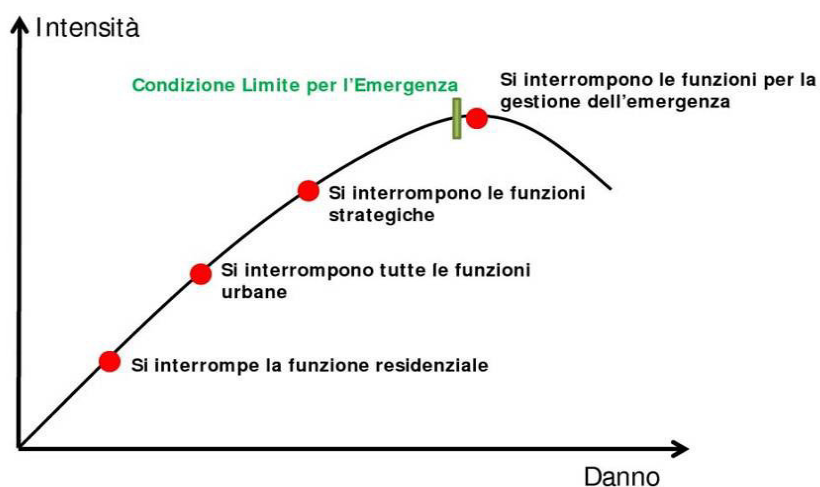 Intensità
Condizione Limite per l'Emergenza
Si interrompono le funzioni per la
gestione dell'emergenza
Si interrompono le funzioni
strategiche
Si interrompono tutte le funzioni
urbane
Si interrompe la funzione residenziale
Danno